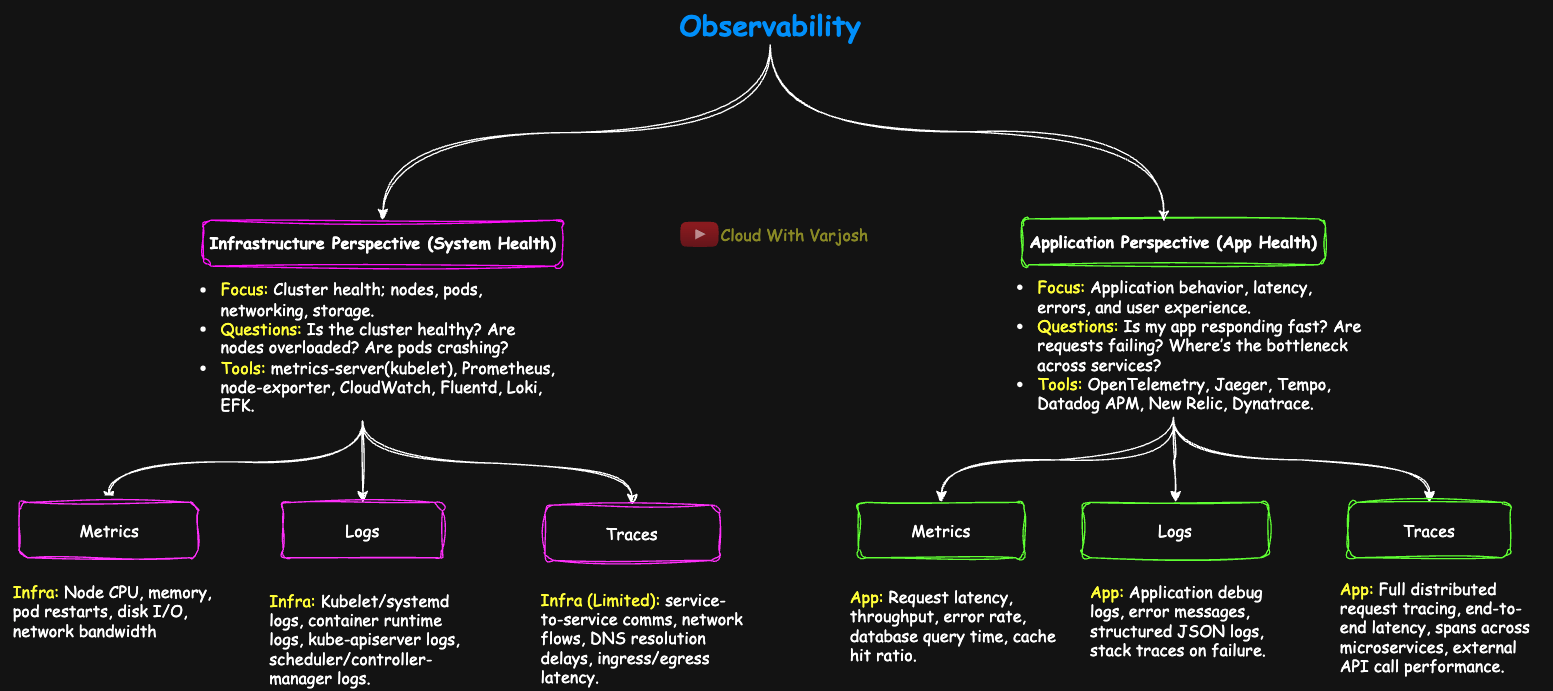 Observability
Infrastructure Perspective (System Health)
• Focus: Cluster health; nodes, pods,
networking, storage.
• Questions: Is the cluster healthy? Are
nodes overloaded? Are pods crashing?
• Tools: metrics-server(kubelet), Prometheus,
node-exporter, CloudWatch, Fluentd, Loki,
EFK.
Cloud With Varjosh
Application Perspective (App Health)
• Focus: Application behavior, latency,
errors, and user experience.
• Questions: Is my app responding fast? Are
requests failing? Where's the bottleneck
across services?
• Tools: OpenTelemetry, Jaeger, Tempo,
Datadog APM, New Relic, Dynatrace.
Metrics
Infra: Node CPU, memory,
pod restarts, disk I/O,
network bandwidth
Logs
Infra: Kubelet/systemd
logs, container runtime
logs, kube-apiserver logs,
scheduler/controller-
manager logs.
Traces
Infra (Limited): service-
to-service comms, network
flows, DNS resolution
delays, ingress/egress
latency.
Metrics
App: Request latency,
throughput, error rate,
database query time, cache
hit ratio.
Logs
App: Application debug
logs, error messages,
structured JSON logs,
stack traces on failure.
Traces
App: Full distributed
request tracing, end-to-
end latency, spans across
microservices, external
API call performance.